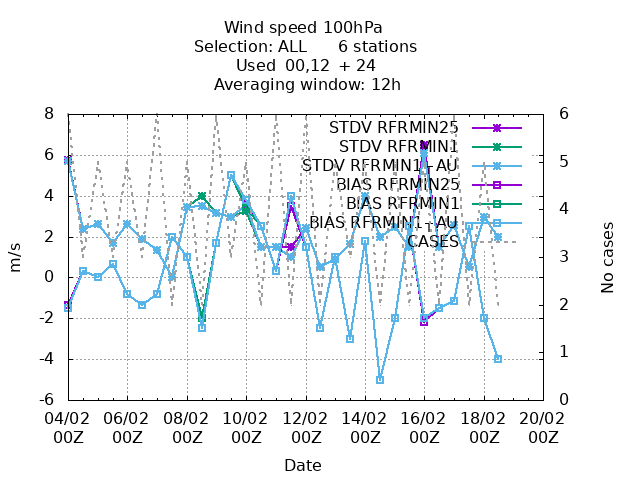 Wind speed 100hPa
Selection: ALL 6 stations
Used 00,12 + 24
Averaging window: 12h
8 6
STDV RFRMIN25
STDV RFRMIN1
6 5
STDV RFRMIN1+AU
BIAS RFRMIN25
4 4
BIAS RFRMIN1
BIAS RFRMIN1+AU
2 3
CASES
m/s
No cases
0
-2 2
-4 1
-6 0
04/02 06/02 08/02 10/02 12/02 14/02 16/02 18/02 20/02
00Z 00Z 00Z 00Z 00Z 00Z 00Z 00Z 00Z
Date